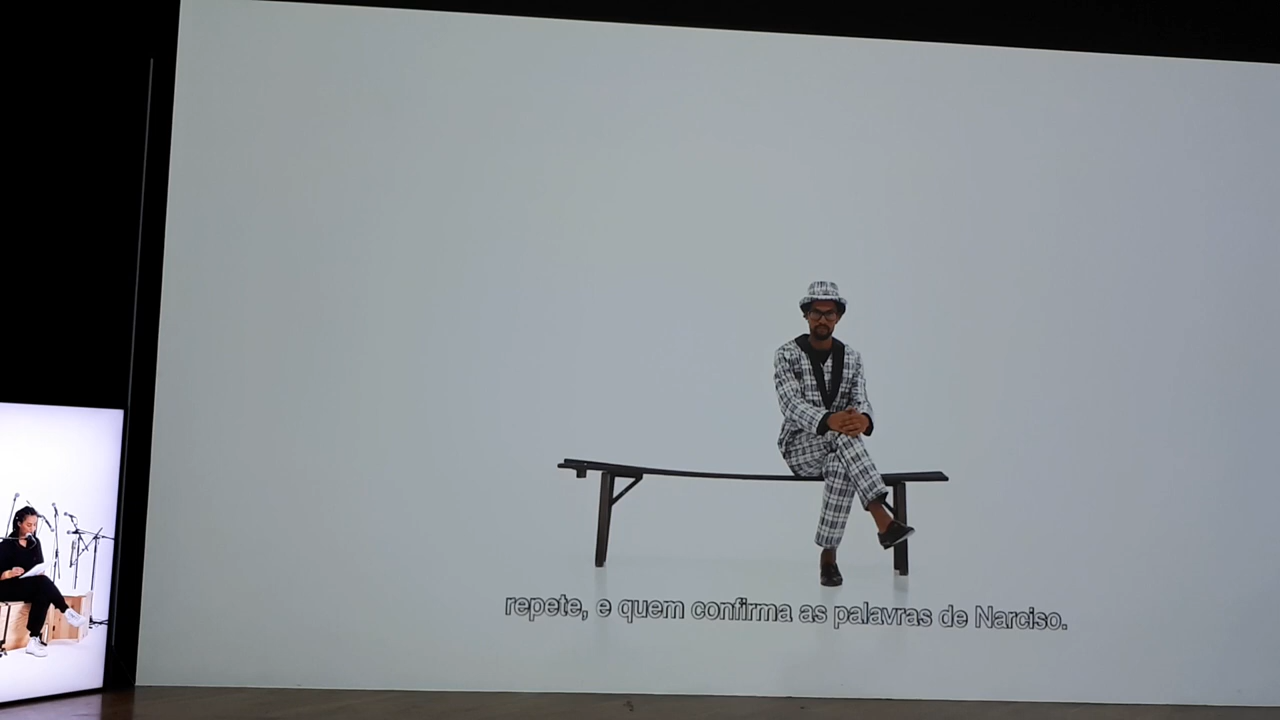 repete, e quem confirma as palavras de Narciso.